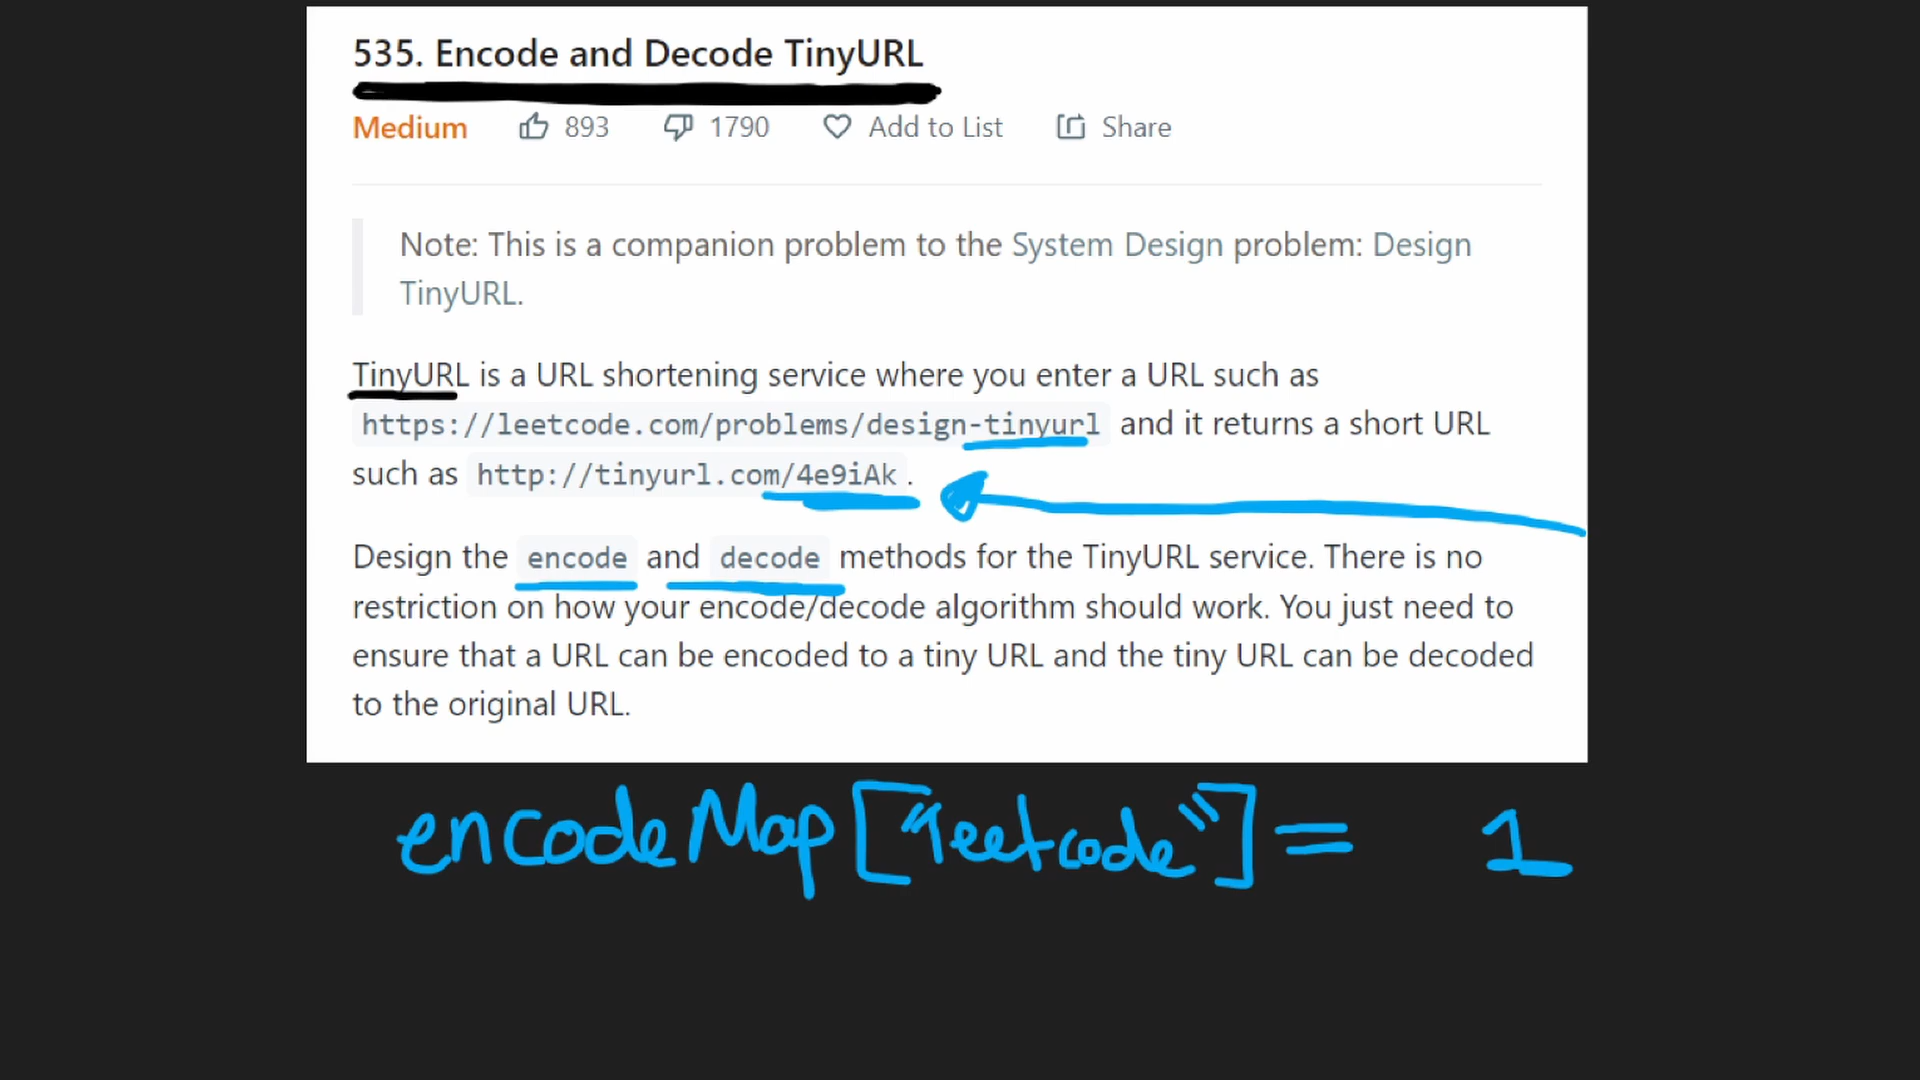 535. Encode and Decode TinyURL
Medium 893 1790 Add to List Share
Note: This is a companion problem to the System Design problem: Design
TinyURL.
TinyURL is a URL shortening service where you enter a URL such as
https://leetcode.com/problems/design-tinyurl and it returns a short URL
such as http://tinyurl.com/4e9iAk .
Design the encode and decode methods for the TinyURL service. There is no
restriction on how your encode/decode algorithm should work. You just need to
ensure that a URL can be encoded to a tiny URL and the tiny URL can be decoded
to the original URL.
encodeMap["leetcode"] = 1